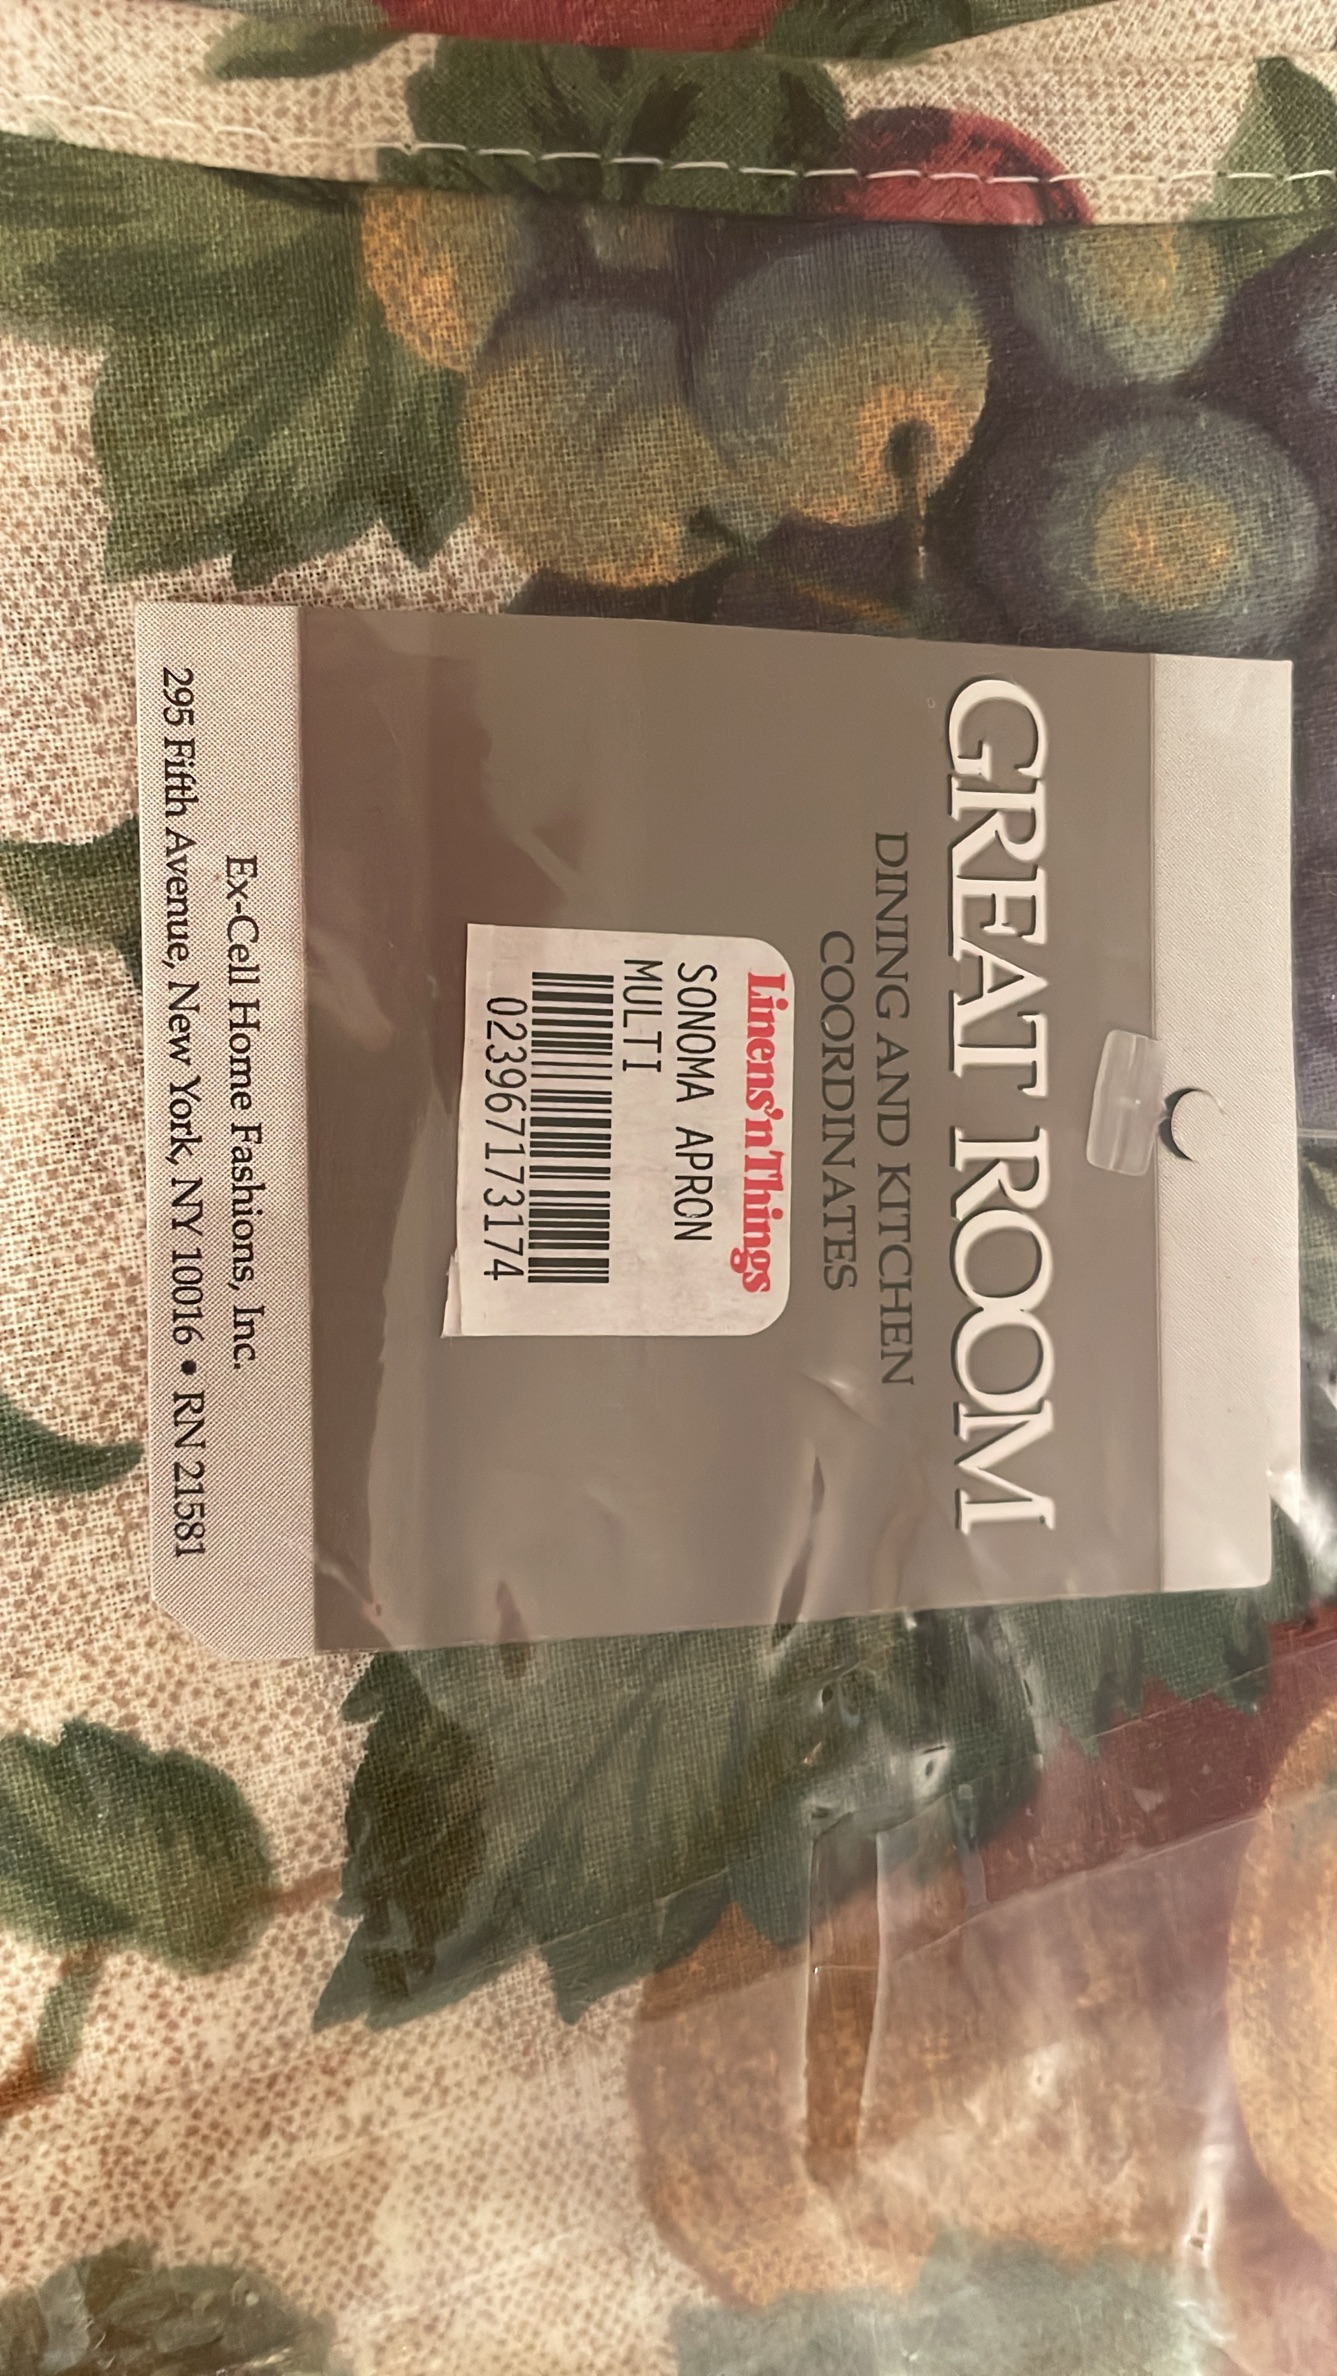 GREAT ROOM
DINING AND KITCHEN
COORDINATES
Linens'n Things
SONOMA APRON
MULTI
023967173174
Ex-Cell Home Fashions, Inc.
295 Fifth Avenue, New York, NY 10016 • RN 21581